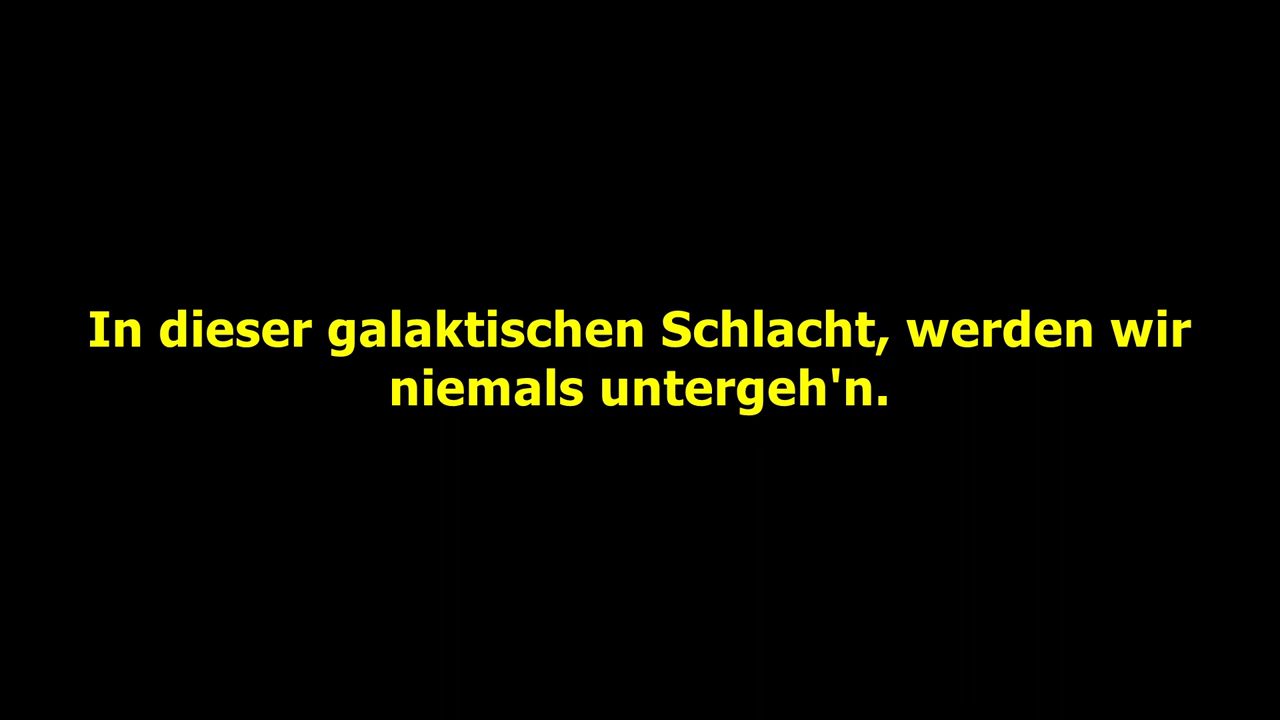 In dieser galaktischen Schlacht, werden wir
niemals untergeh'n.